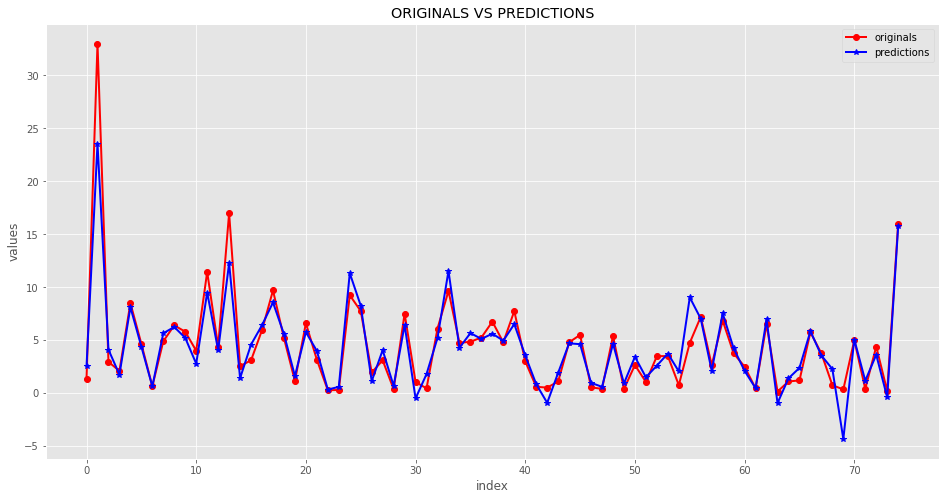 ORIGINALS VS PREDICTIONS
originals
predictions
values
30
25
20
15
10
5
0
−5
0 10 20 30 40 50 60 70
index